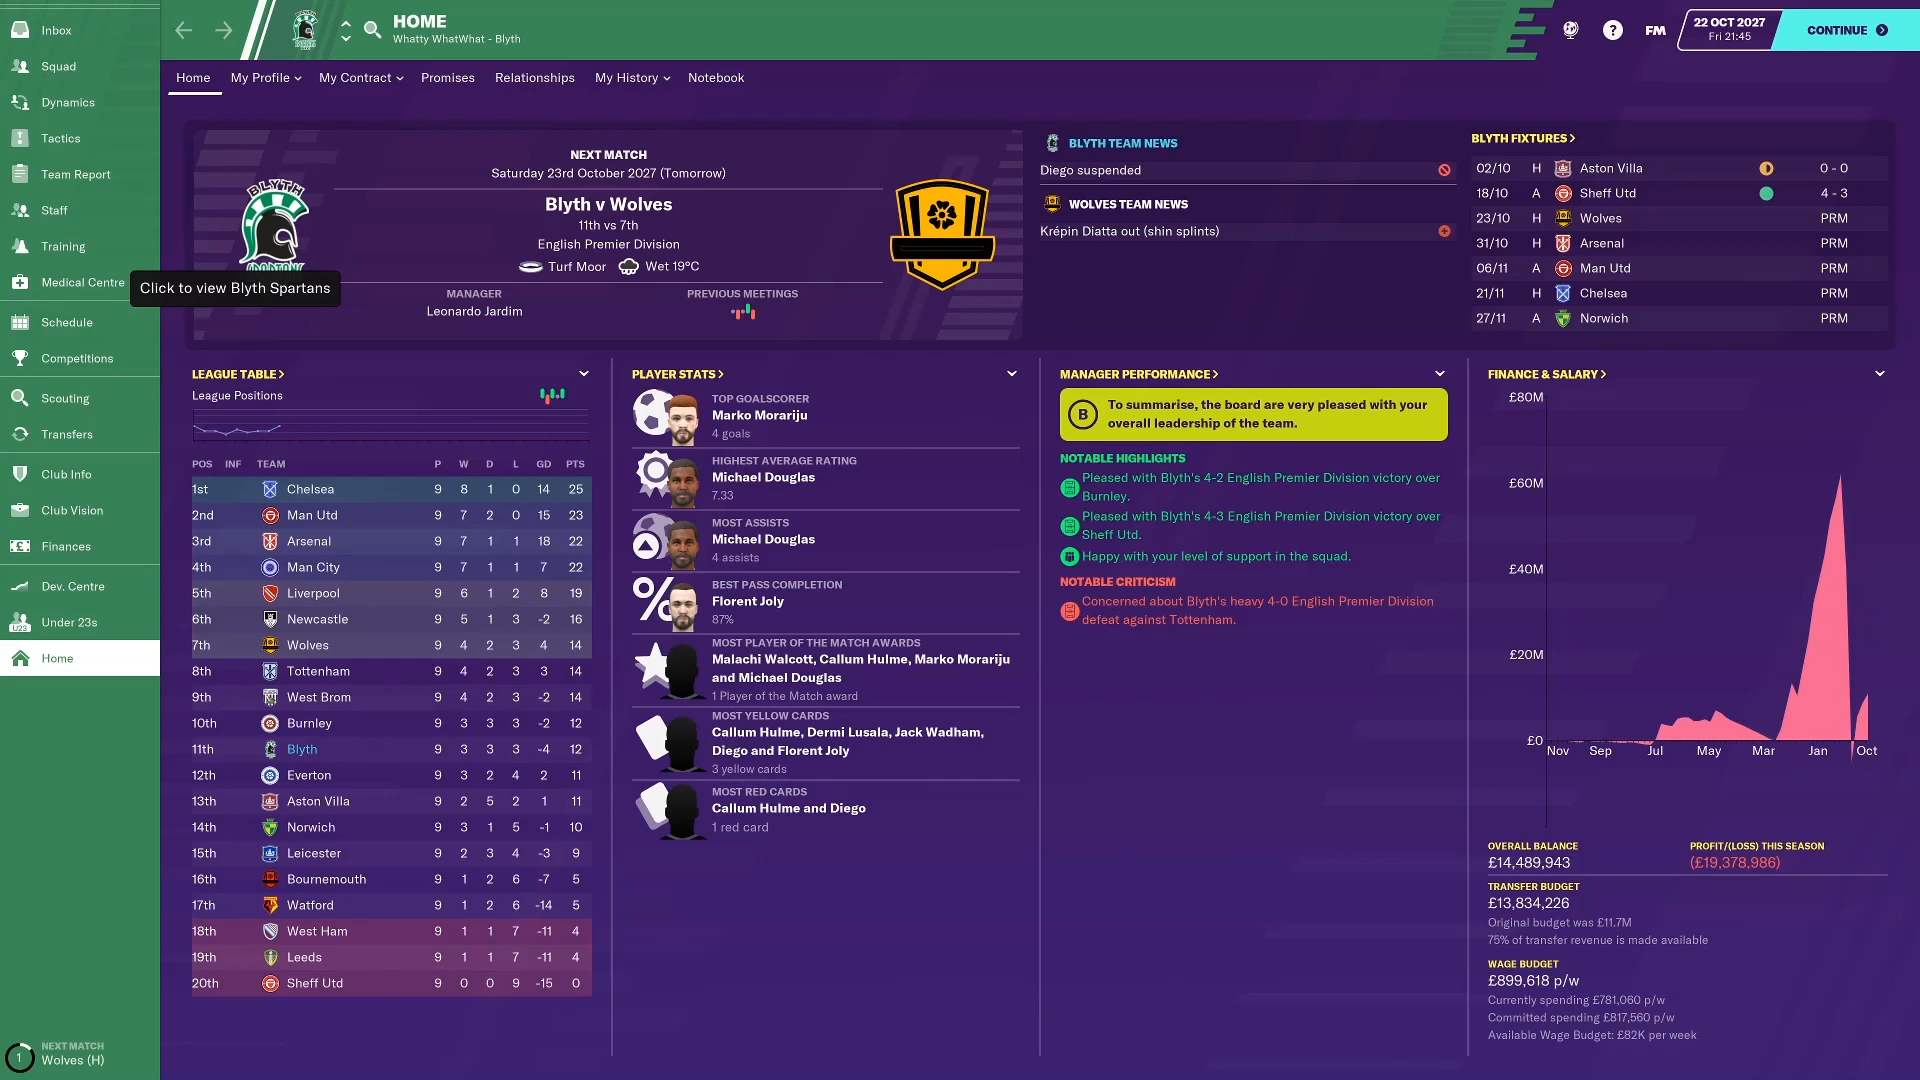 Inbox
Squad
Dynamics
Tactics
Team Report
Staff
Training
Medical Centre
Schedule
Competitions
Scouting
Transfers
Club Info
Club Vision
Finances
Dev. Centre
U23
Under 23s
Home
1
NEXT MATCH
Wolves (H)
HOME
Whatty WhatWhat - Blyth
?
FM
22 OCT 2027
Fri 21:45
CONTINUE
Home
My Profile
My Contract
Promises
Relationships
My History
Notebook
BLYTH
SPARTANS
NEXT MATCH
Saturday 23rd October 2027 (Tomorrow)
Blyth v Wolves
11th vs 7th
English Premier Division
Turf Moor
Wet 19°C
MANAGER
Leonardo Jardim
PREVIOUS MEETINGS
Click to view Blyth Spartans
BLYTH TEAM NEWS
Diego suspended
WOLVES TEAM NEWS
Krépin Diatta out (shin splints)
BLYTH FIXTURES
02/10 H Aston Villa 0 - 0
18/10 A Sheff Utd 4 - 3
23/10 H Wolves PRM
31/10 H Arsenal PRM
06/11 A Man Utd PRM
21/11 H Chelsea PRM
27/11 A Norwich PRM
LEAGUE TABLE
League Positions
POS INF TEAM P W D L GD PTS
1st Chelsea 9 8 1 0 14 25
2nd Man Utd 9 7 2 0 15 23
3rd Arsenal 9 7 1 1 18 22
4th Man City 9 7 1 1 7 22
5th Liverpool 9 6 1 2 8 19
6th Newcastle 9 5 1 3 -2 16
7th Wolves 9 4 2 3 4 14
8th Tottenham 9 4 2 3 3 14
9th West Brom 9 4 2 3 -2 14
10th Burnley 9 3 3 3 -2 12
11th Blyth 9 3 3 3 -4 12
12th Everton 9 3 2 4 2 11
13th Aston Villa 9 2 5 2 1 11
14th Norwich 9 3 1 5 -1 10
15th Leicester 9 2 3 4 -3 9
16th Bournemouth 9 1 2 6 -7 5
17th Watford 9 1 2 6 -14 5
18th West Ham 9 1 1 7 -11 4
19th Leeds 9 1 1 7 -11 4
20th Sheff Utd 9 0 0 9 -15 0
PLAYER STATS
TOP GOALSCORER
Marko Morariju
4 goals
HIGHEST AVERAGE RATING
Michael Douglas
7.33
MOST ASSISTS
Michael Douglas
4 assists
BEST PASS COMPLETION
Florent Joly
87%
MOST PLAYER OF THE MATCH AWARDS
Malachi Walcott, Callum Hulme, Marko Morariju
and Michael Douglas
1 Player of the Match award
MOST YELLOW CARDS
Callum Hulme, Dermi Lusala, Jack Wadham,
Diego and Florent Joly
3 yellow cards
MOST RED CARDS
Callum Hulme and Diego
1 red card
MANAGER PERFORMANCE
B
To summarise, the board are very pleased with your
overall leadership of the team.
NOTABLE HIGHLIGHTS
Pleased with Blyth's 4-2 English Premier Division victory over
Burnley.
Pleased with Blyth's 4-3 English Premier Division victory over
Sheff Utd.
Happy with your level of support in the squad.
NOTABLE CRITICISM
Concerned about Blyth's heavy 4-0 English Premier Division
defeat against Tottenham.
FINANCE & SALARY
£80M
£60M
£40M
£20M
£0
Nov Sep Jul May Mar Jan Oct
OVERALL BALANCE
£14,489,943
PROFIT/(LOSS) THIS SEASON
(£19,378,986)
TRANSFER BUDGET
£13,834,226
Original budget was £11.7M
75% of transfer revenue is made available
WAGE BUDGET
£899,618 p/w
Currently spending £781,060 p/w
Committed spending £817,560 p/w
Available Wage Budget: £82K per week